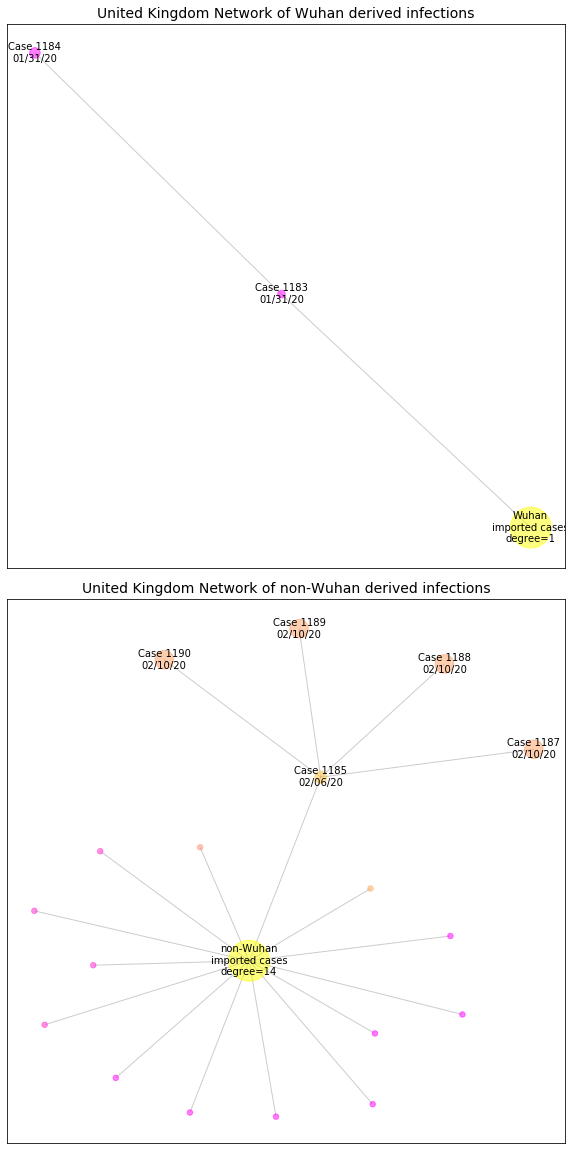 United Kingdom Network of Wuhan derived infections
Case 1184
01/31/20
Case 1183
01/31/20
Wuhan
imported cases
degree=1
United Kingdom Network of non-Wuhan derived infections
Case 1189
02/10/20
Case 1190
02/10/20
Case 1188
02/10/20
Case 1187
02/10/20
Case 1185
02/06/20
non-Wuhan
imported cases
degree=14